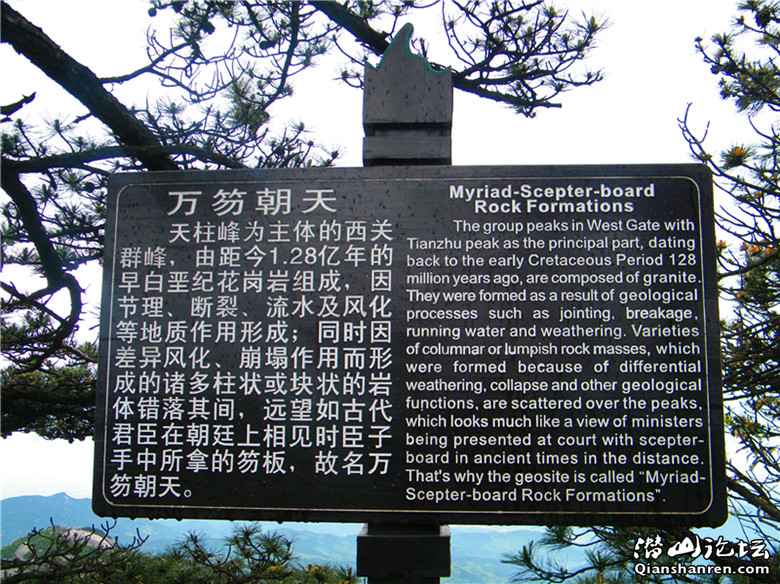 万笏朝天
天柱峰为主体的西关
群峰，由距今1.28亿年的
早白垩纪花岗岩组成，因
节理、断裂、流水及风化
等地质作用形成；同时因
差异风化、崩塌作用而形
成的诸多柱状或块状的岩
体错落其间，远望如古代
君臣在朝廷上相见时臣子
手中所拿的笏板，故名万
笏朝天。
Myriad-Scepter-board
Rock Formations
The group peaks in West Gate with
Tianzhu peak as the principal part, dating
back to the early Cretaceous Period 128
million years ago, are composed of granite.
They were formed as a result of geological
processes such as jointing, breakage,
running water and weathering. Varieties
of columnar or lumpish rock masses, which
were formed because of differential
weathering, collapse and other geological
functions, are scattered over the peaks,
which looks much like a view of ministers
being presented at court with scepter-
board in ancient times in the distance.
That's why the geosite is called "Myriad-
Scepter-board Rock Formations".
潜山论坛
Qianshanren.com
潜山论坛
Qianshanren.com